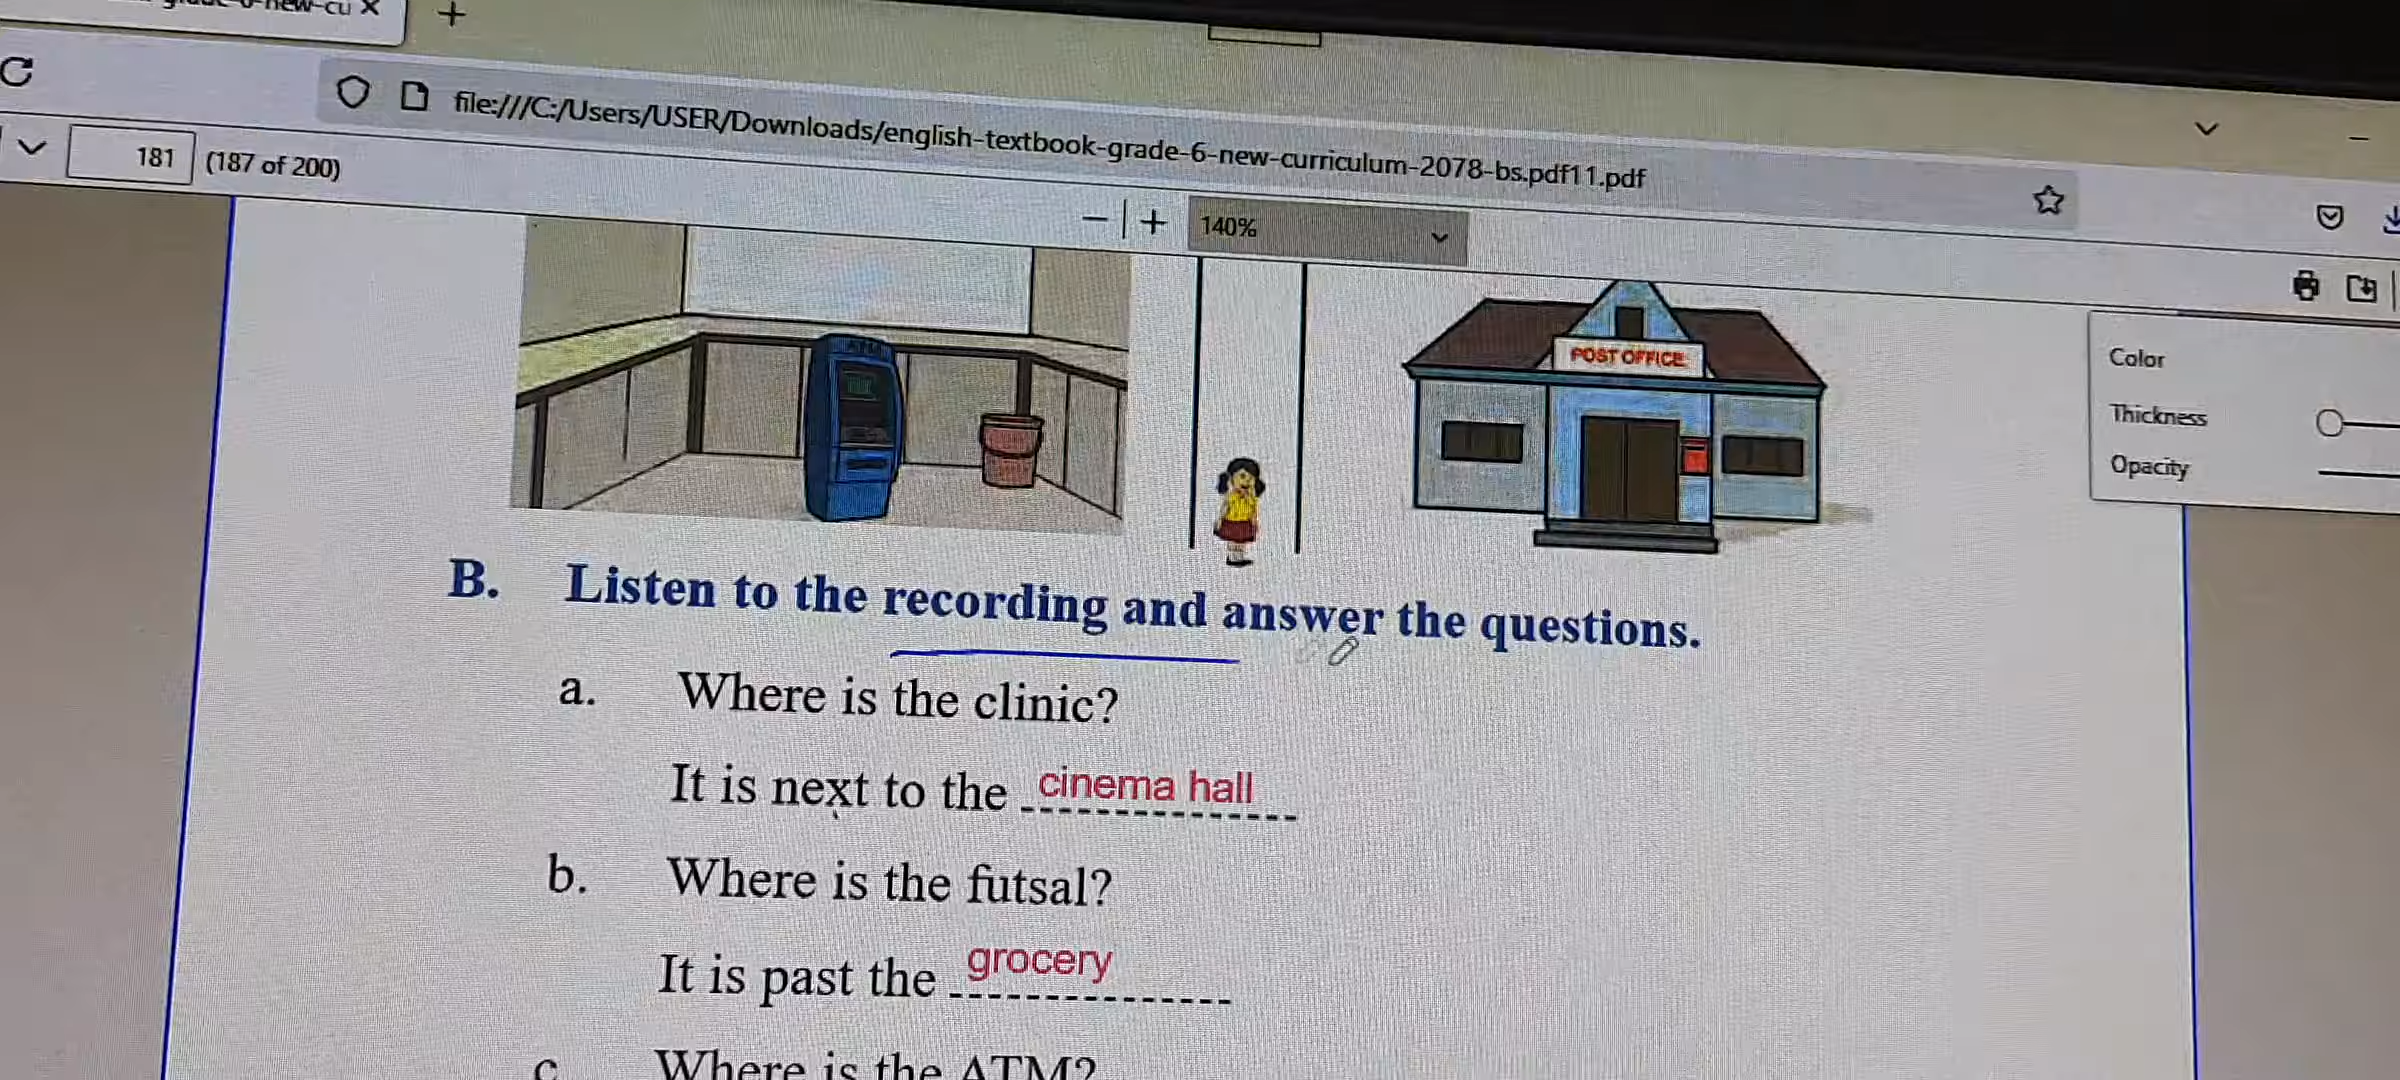 file:///C:/Users/USER/Downloads/english-textbook-grade-6-new-curriculum-2078-bs.pdf11.pdf
181 (187 of 200)
140%
Color
Thickness
Opacity
POST OFFICE
B. Listen to the recording and answer the questions.
a. Where is the clinic?
It is next to the cinema hall
b. Where is the futsal?
It is past the grocery
c Where is the ATM?